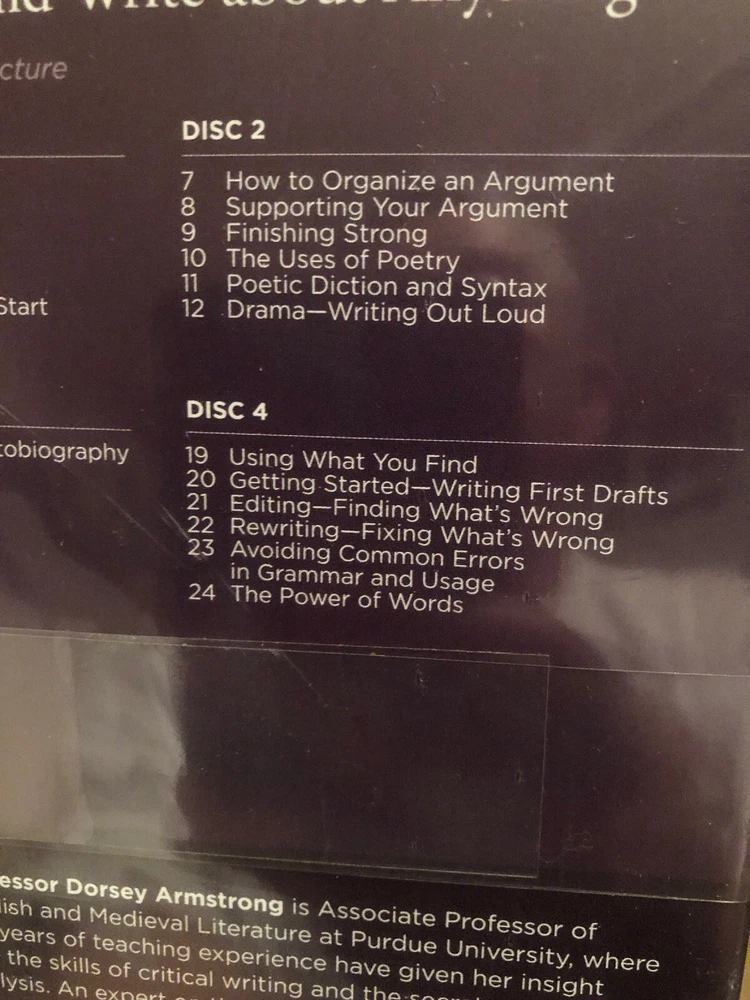 Write about Anything
cture
DISC 2
7 How to Organize an Argument
8 Supporting Your Argument
9 Finishing Strong
10 The Uses of Poetry
11 Poetic Diction and Syntax
12 Drama—Writing Out Loud
Start
DISC 4
tobiography
19 Using What You Find
20 Getting Started—Writing First Drafts
21 Editing—Finding What's Wrong
22 Rewriting—Fixing What's Wrong
23 Avoiding Common Errors
in Grammar and Usage
24 The Power of Words
essor Dorsey Armstrong is Associate Professor of
lish and Medieval Literature at Purdue University, where
years of teaching experience have given her insight
the skills of critical writing and the
lysis. An expert